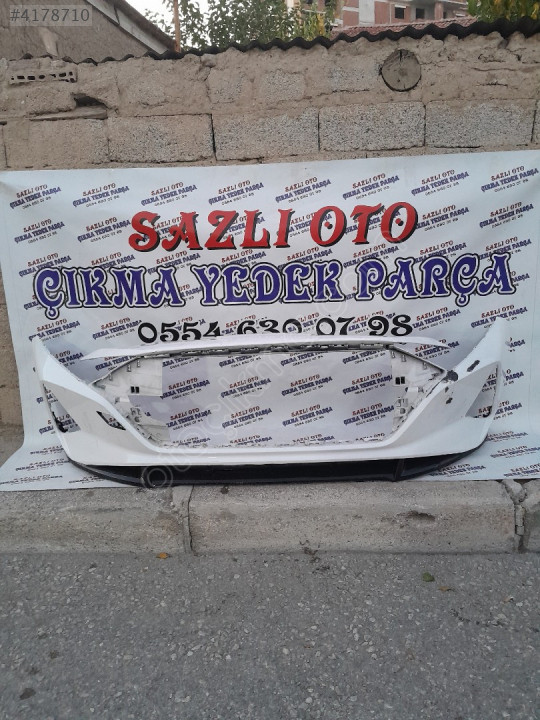 #4178710
SAZLI OTO
ÇIKMA YEDEK PARÇA
0554 630 07 98